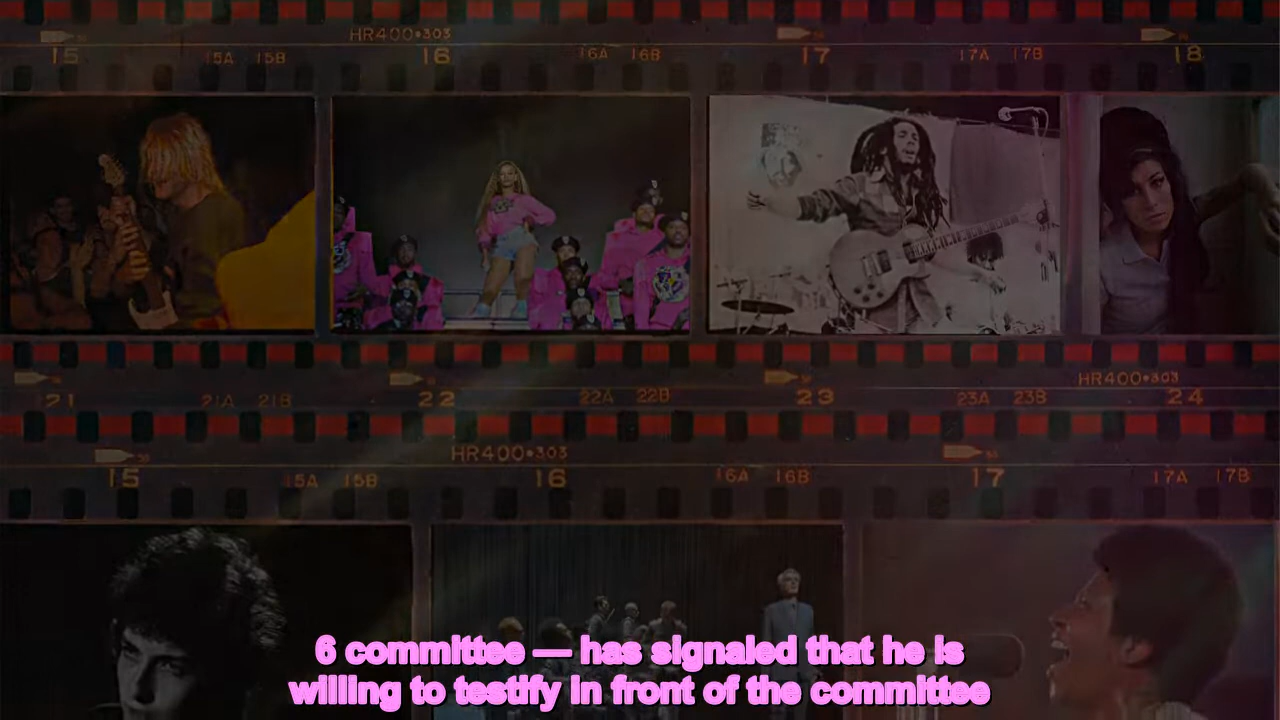 HR400•303
15 15A 15B 16 16A 16B 17 17A 17B 18
HR400•303
21 21A 21B 22 22A 22B 23 23A 23B 24
HR400•303
15 15A 15B 16 16A 16B 17 17A 17B
6 committee — has signaled that he is
willing to testify in front of the committee